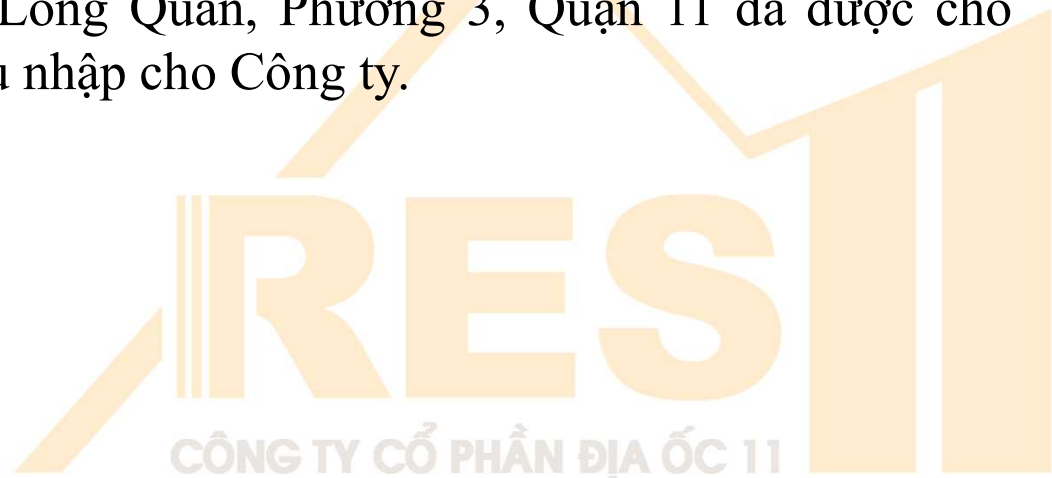 Long Quân, Phường 3, Quận 11 đã được cho
nhập cho Công ty.
RES11
CÔNG TY CỔ PHẦN ĐỊA ỐC 11